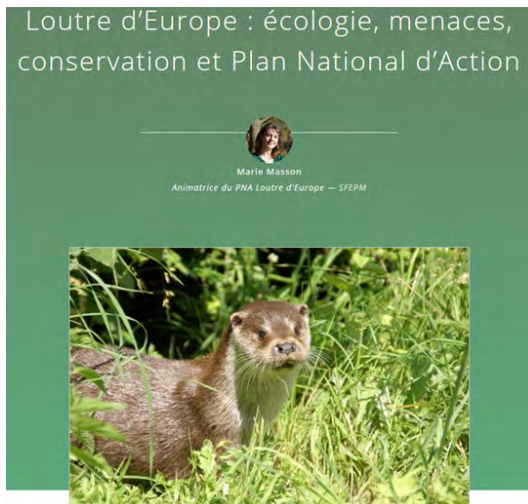 Loutre d’Europe : écologie, menaces,
conservation et Plan National d’Action
Marie Masson
Animatrice du PNA Loutre d’Europe — SFEPM